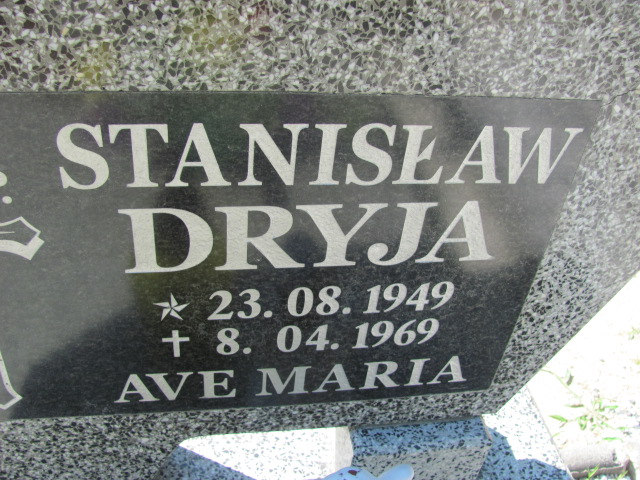 STANISŁAW
DRYJA
☆ 23. 08. 1949
✝ 8. 04. 1969
AVE MARIA